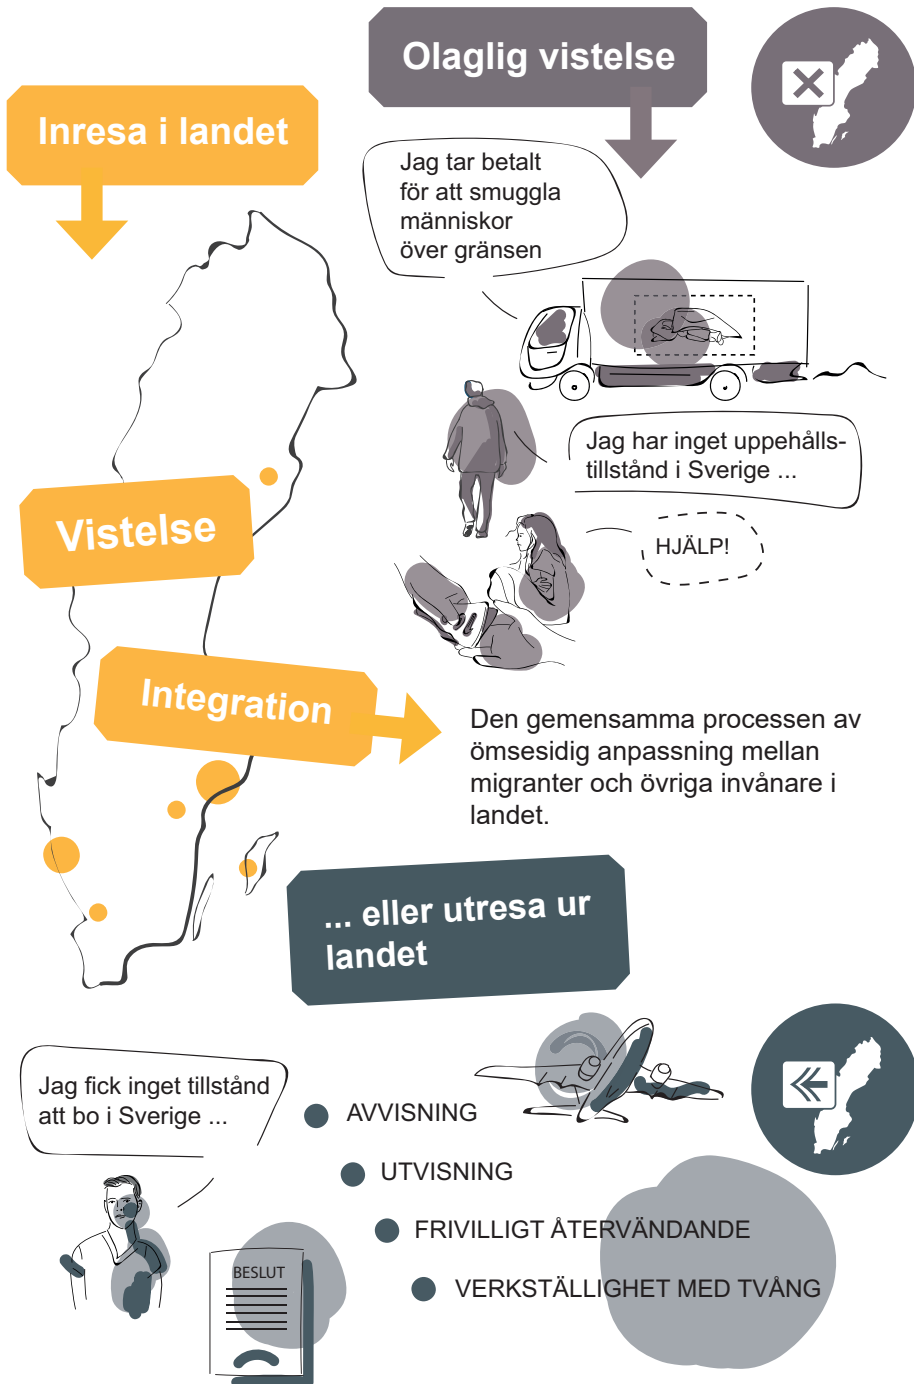 Olaglig vistelse
Inresa i landet
Jag tar betalt
för att smuggla
människor
över gränsen
Jag har inget uppehålls-
tillstånd i Sverige ...
Vistelse
HJÄLP!
Integration
Den gemensamma processen av
ömsesidig anpassning mellan
migranter och övriga invånare i
landet.
... eller utresa ur
landet
Jag fick inget tillstånd
att bo i Sverige ...
AVVISNING
UTVISNING
FRIVILLIGT ÅTERVÄNDANDE
BESLUT
VERKSTÄLLIGHET MED TVÅNG